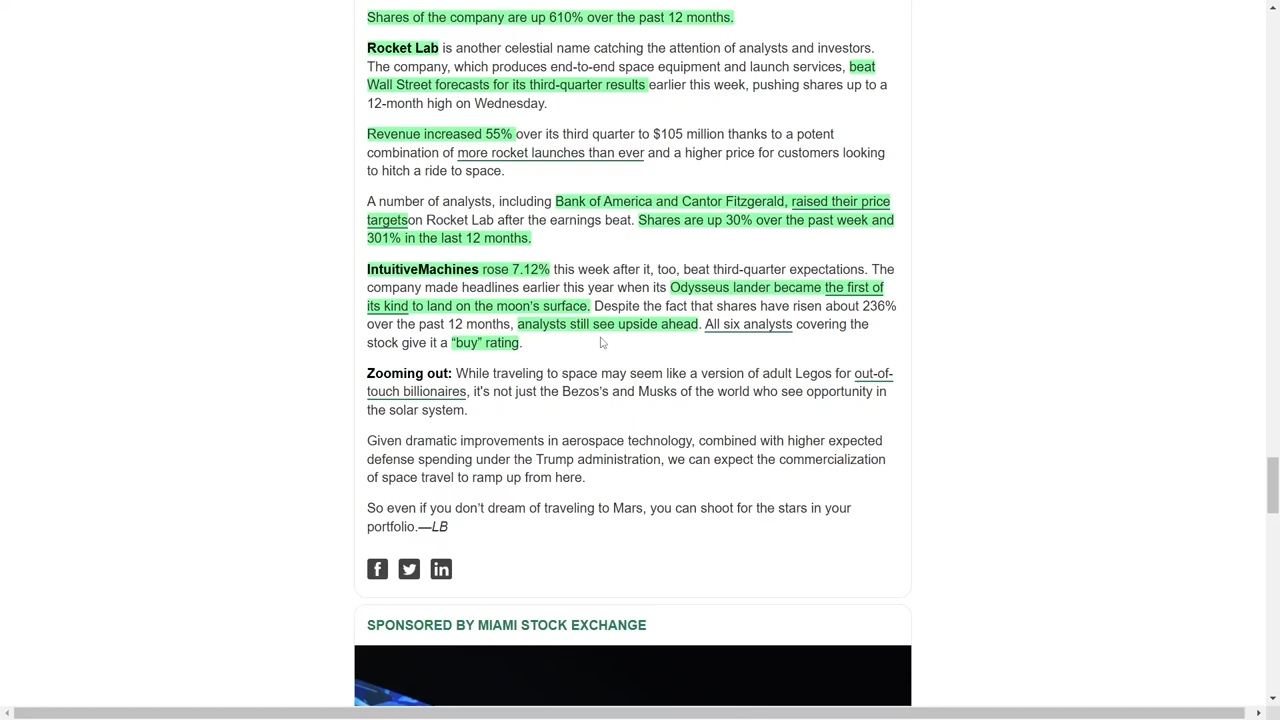 Shares of the company are up 610% over the past 12 months.
Rocket Lab is another celestial name catching the attention of analysts and investors.
The company, which produces end-to-end space equipment and launch services, beat
Wall Street forecasts for its third-quarter results earlier this week, pushing shares up to a
12-month high on Wednesday.
Revenue increased 55% over its third quarter to $105 million thanks to a potent
combination of more rocket launches than ever and a higher price for customers looking
to hitch a ride to space.
A number of analysts, including Bank of America and Cantor Fitzgerald, raised their price
targetson Rocket Lab after the earnings beat. Shares are up 30% over the past week and
301% in the last 12 months.
IntuitiveMachines rose 7.12% this week after it, too, beat third-quarter expectations. The
company made headlines earlier this year when its Odysseus lander became the first of
its kind to land on the moon's surface. Despite the fact that shares have risen about 236%
over the past 12 months, analysts still see upside ahead. All six analysts covering the
stock give it a “buy” rating.
Zooming out: While traveling to space may seem like a version of adult Legos for out-of-
touch billionaires, it's not just the Bezos's and Musks of the world who see opportunity in
the solar system.
Given dramatic improvements in aerospace technology, combined with higher expected
defense spending under the Trump administration, we can expect the commercialization
of space travel to ramp up from here.
So even if you don't dream of traveling to Mars, you can shoot for the stars in your
portfolio.—LB
f in
SPONSORED BY MIAMI STOCK EXCHANGE